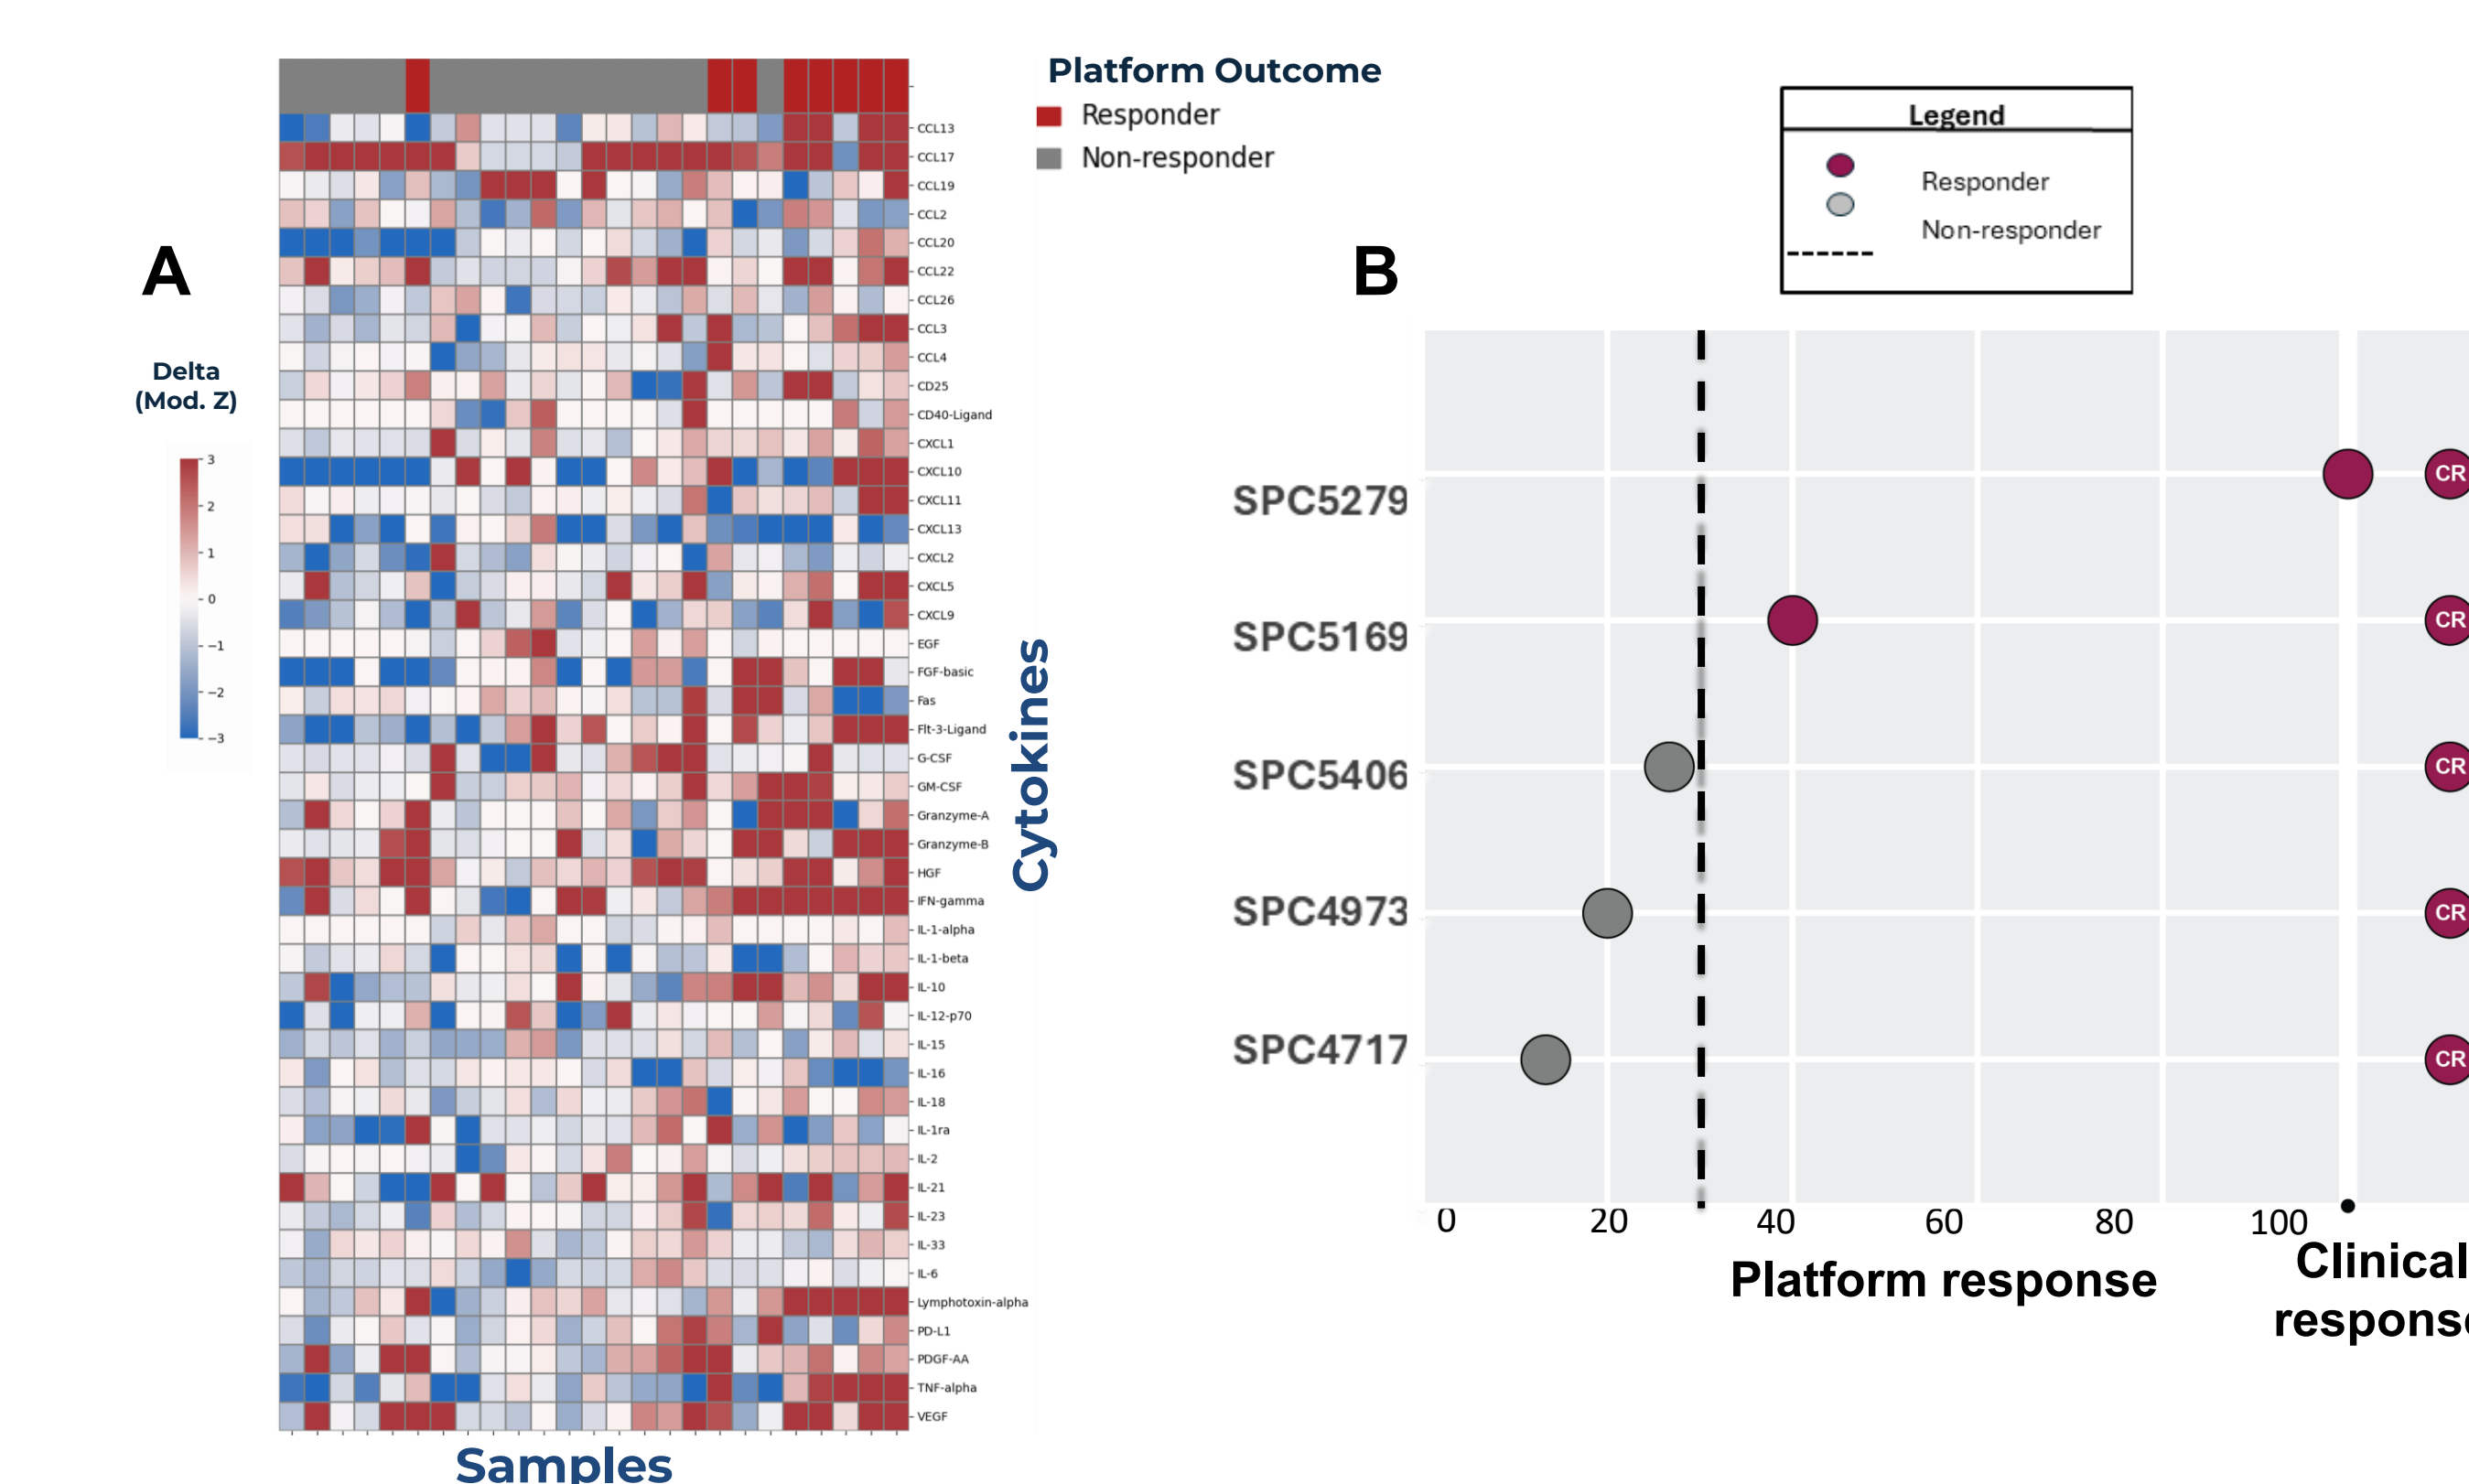 Platform Outcome
Responder
Non-responder
A
Delta
(Mod. Z)
3
2
1
0
−1
−2
−3
CCL13
CCL17
CCL19
CCL2
CCL20
CCL22
CCL26
CCL3
CCL4
CD25
CD40-Ligand
CXCL1
CXCL10
CXCL11
CXCL13
CXCL2
CXCL5
CXCL9
EGF
FGF-basic
Fas
Flt-3-Ligand
G-CSF
GM-CSF
Granzyme-A
Granzyme-B
HGF
IFN-gamma
IL-1-alpha
IL-1-beta
IL-10
IL-12-p70
IL-15
IL-16
IL-18
IL-1ra
IL-2
IL-21
IL-23
IL-33
IL-6
Lymphotoxin-alpha
PD-L1
PDGF-AA
TNF-alpha
VEGF
Cytokines
Samples
B
Legend
Responder
Non-responder
SPC5279
CR
SPC5169
CR
SPC5406
CR
SPC4973
CR
SPC4717
CR
0 20 40 60 80 100
Platform response
Clinical
response